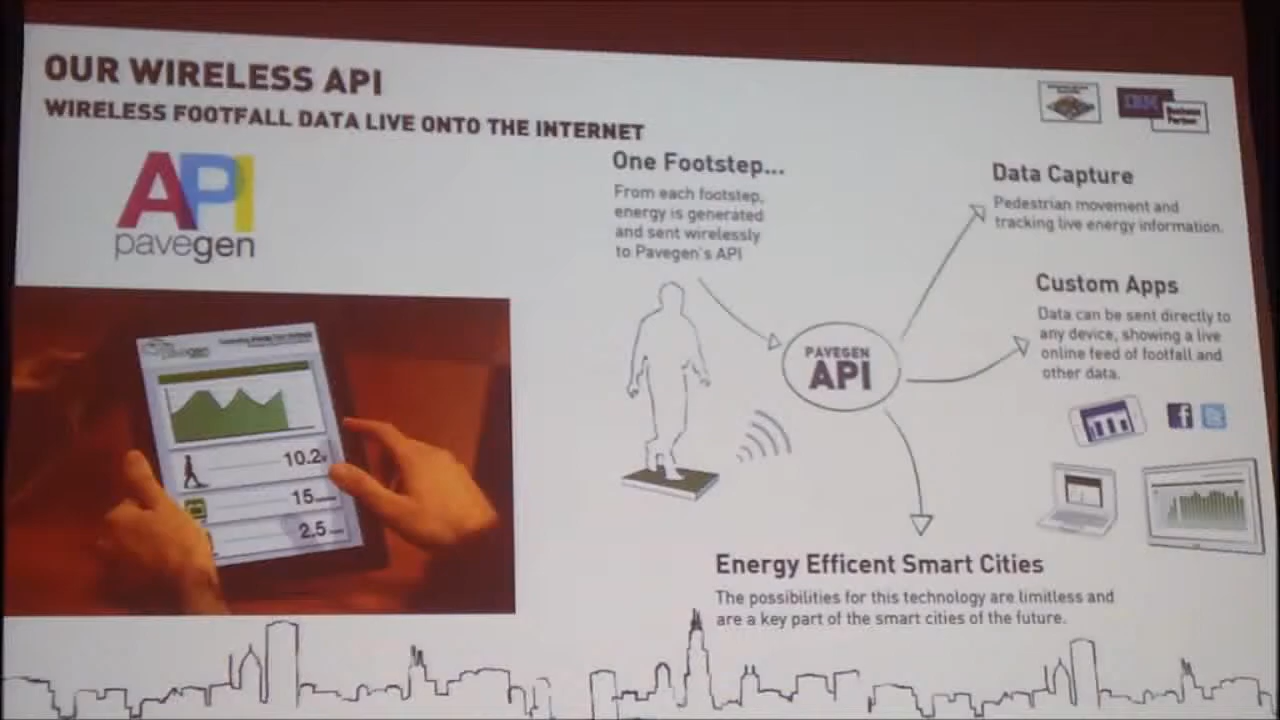 OUR WIRELESS API
WIRELESS FOOTFALL DATA LIVE ONTO THE INTERNET
API
pavegen
One Footstep...
From each footstep,
energy is generated
and sent wirelessly
to Pavegen's API
PAVEGEN
API
Data Capture
Pedestrian movement and
tracking live energy information.
Custom Apps
Data can be sent directly to
any device, showing a live
online feed of footfall and
other data.
f
IBM
Business
Partner
pavegen
10.2
15
2.5
Energy Efficent Smart Cities
The possibilities for this technology are limitless and
are a key part of the smart cities of the future.